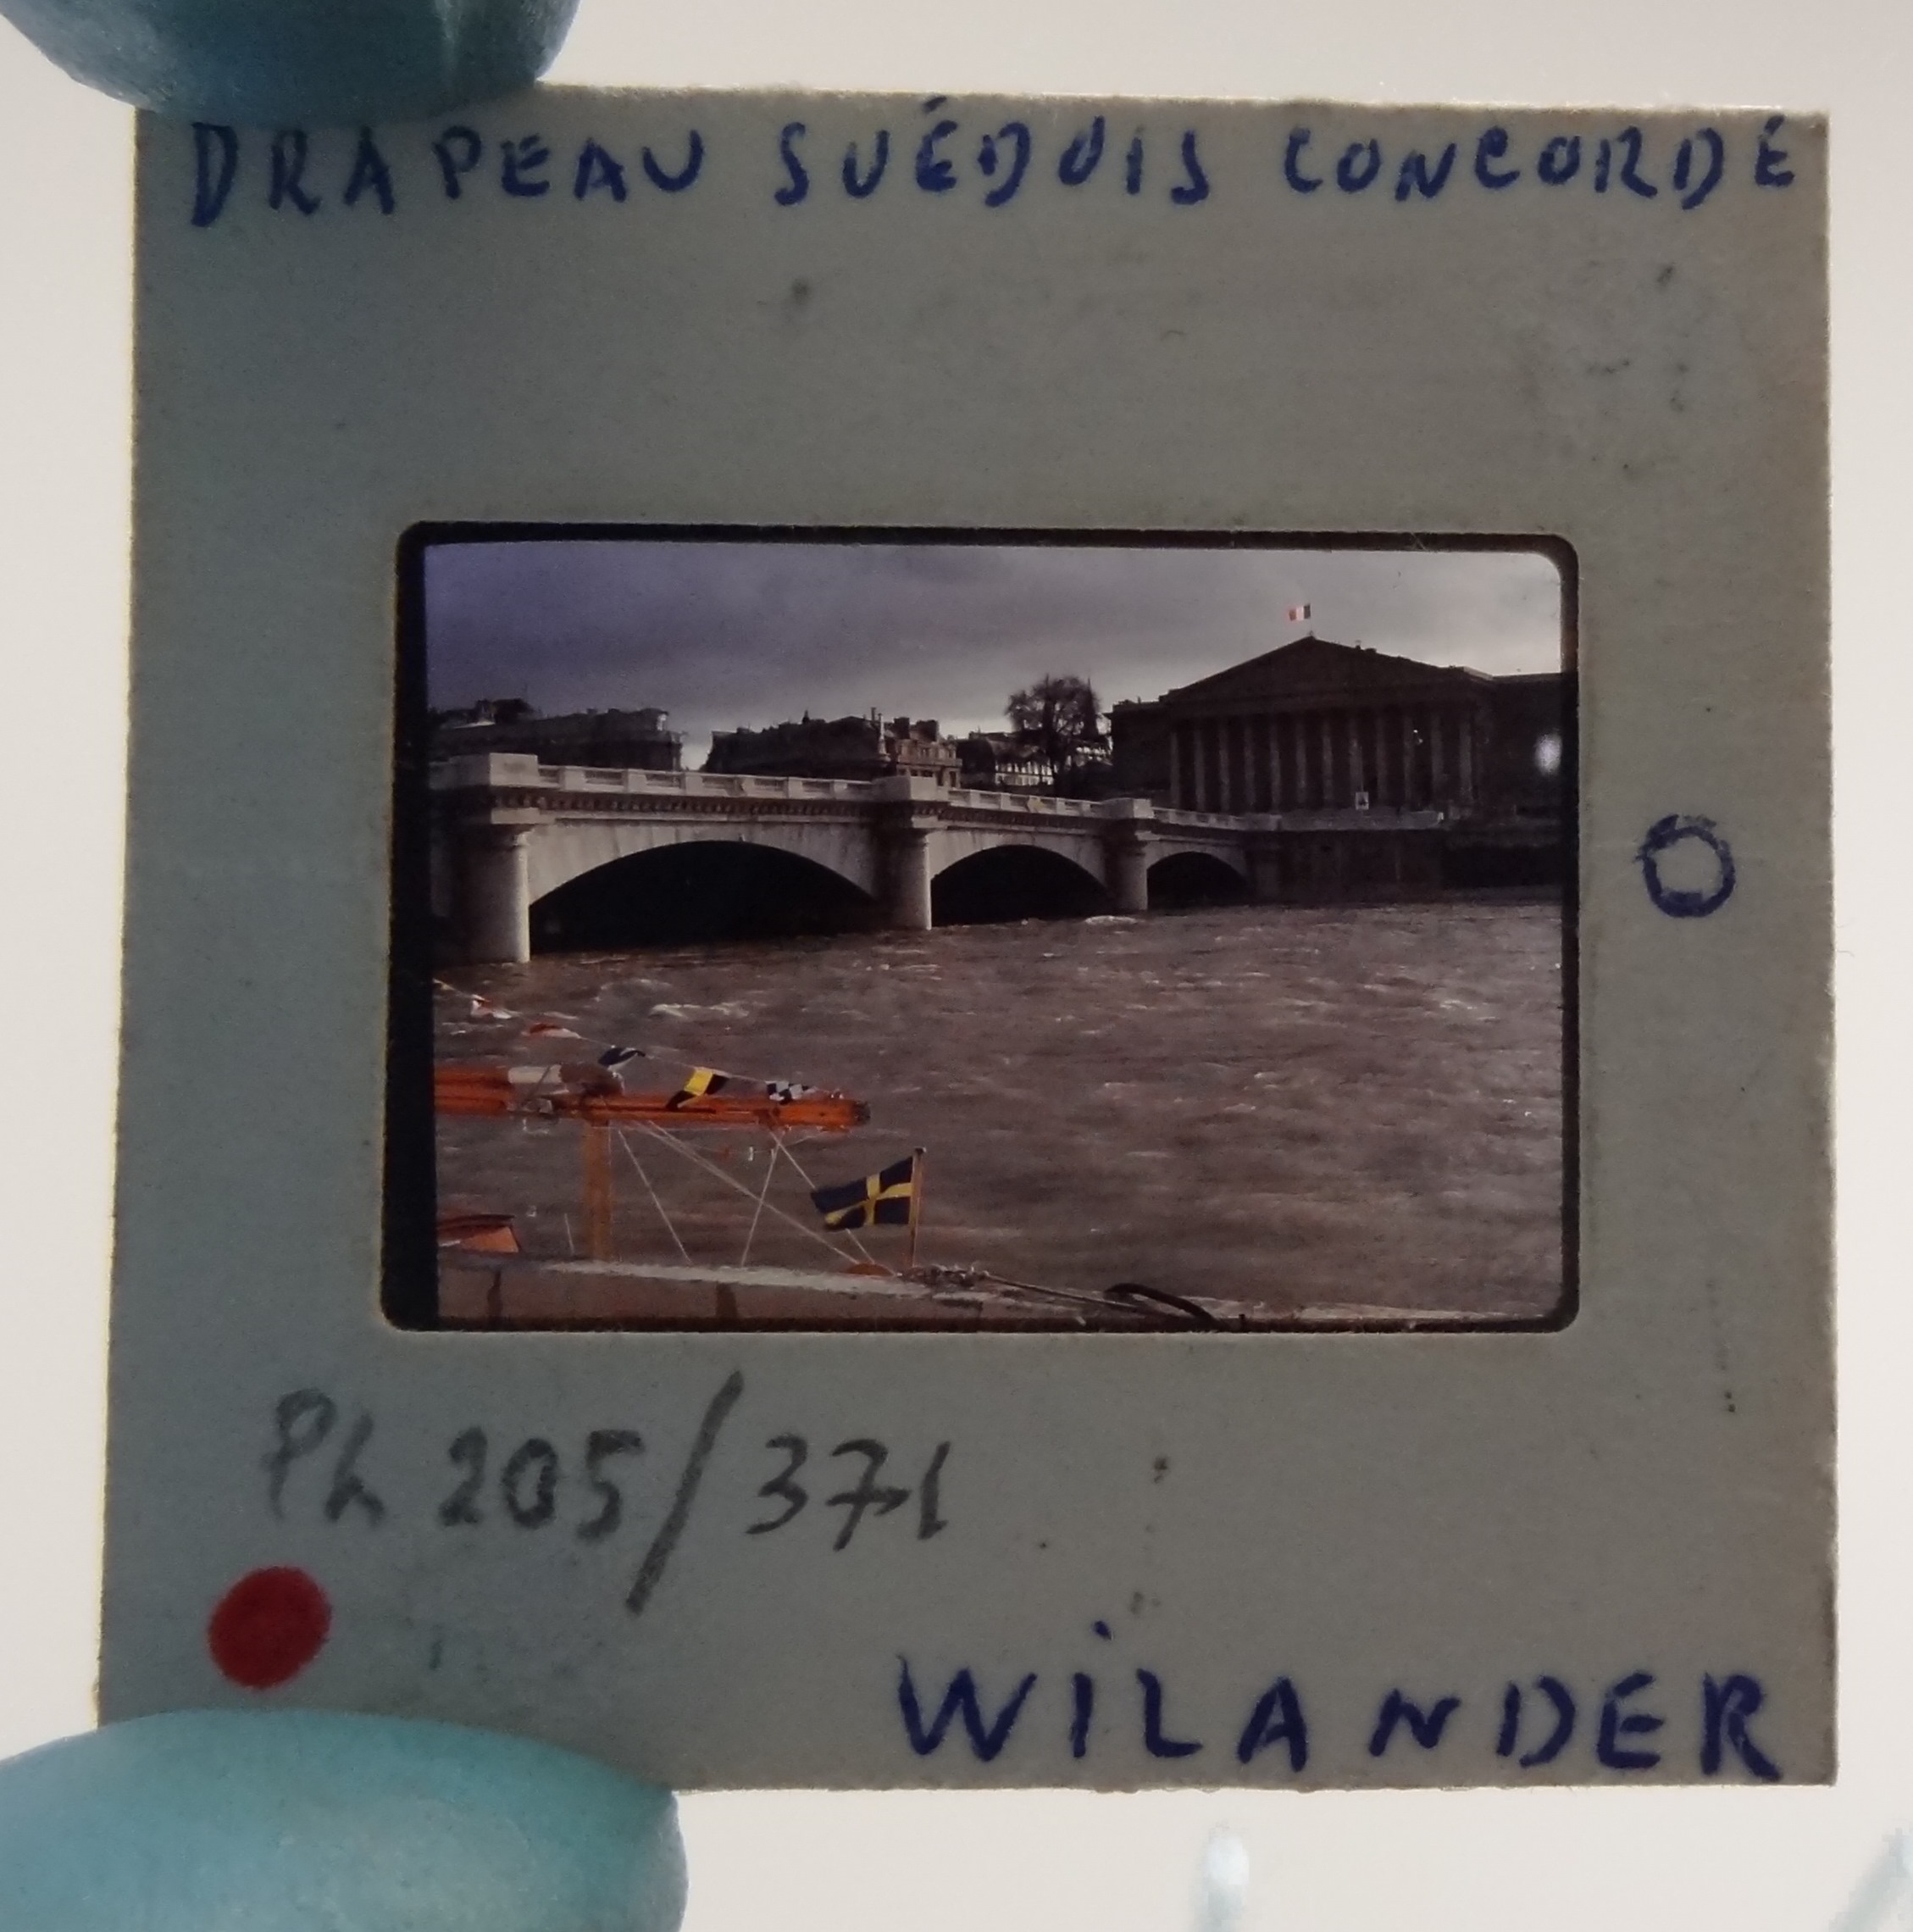 DRAPEAU SUÉDOIS CONCORDE
Ph 205/371
WILANDER